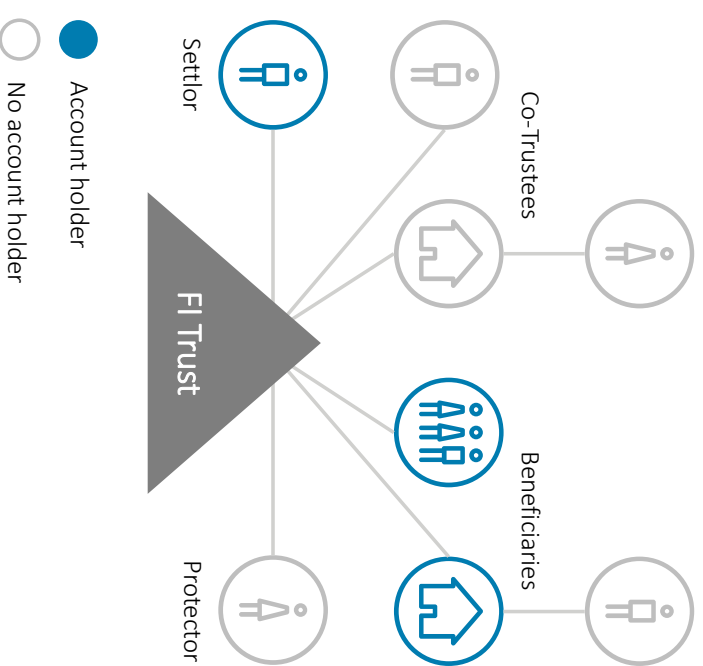 Co-Trustees
Beneficiaries
Settlor
FI Trust
Protector
Account holder
No account holder